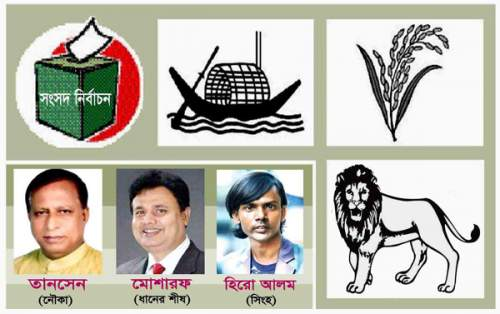 সংসদ নির্বাচন
তানসেন
(নৌকা)
মোশারফ
(ধানের শীষ)
হিরো আলম
(সিংহ)